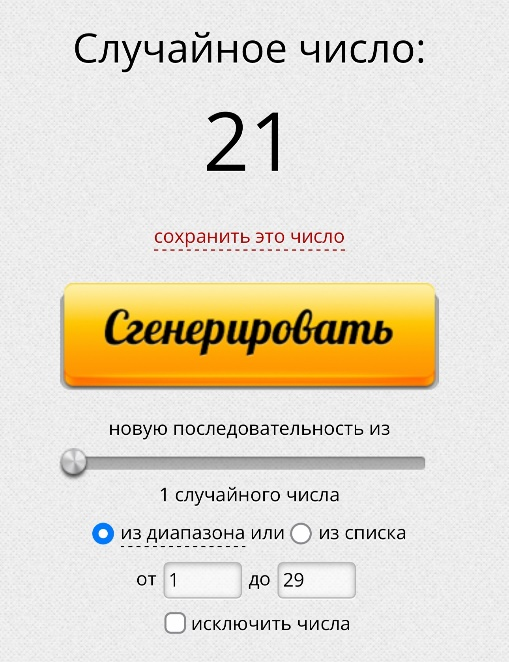 Случайное число:
21
сохранить это число
Сгенерировать
новую последовательность из
1 случайного числа
из диапазона или из списка
от 1 до 29
исключить числа